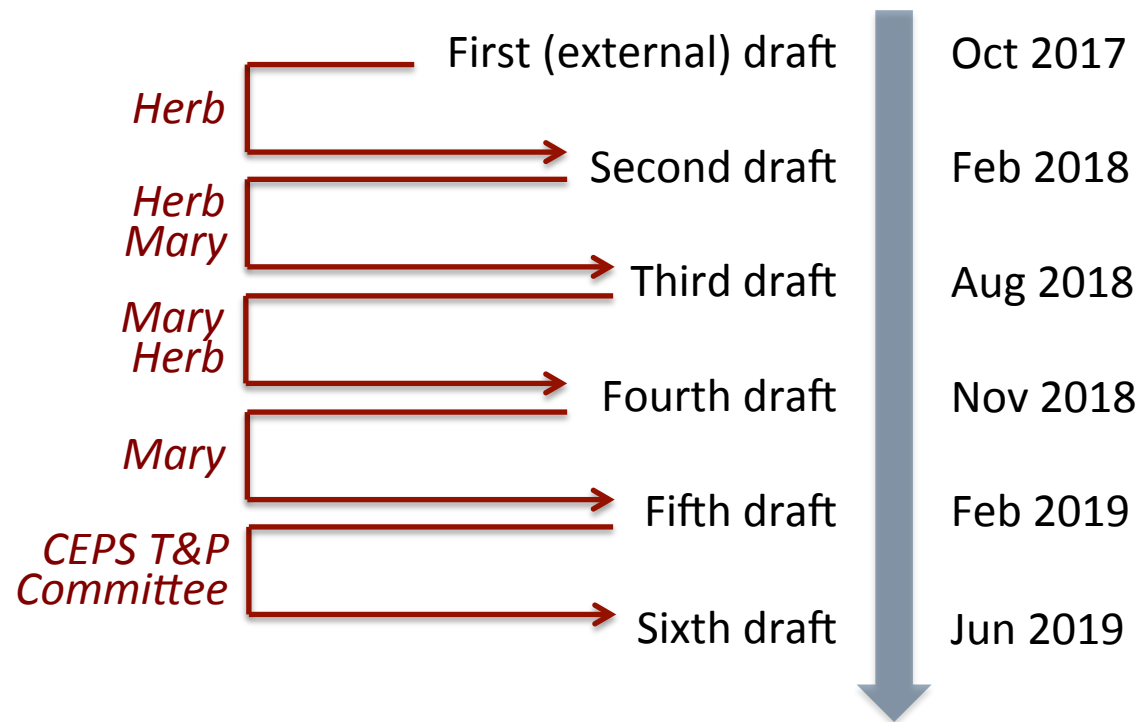 First (external) draft Oct 2017
Herb
Second draft Feb 2018
Herb
Mary
Third draft Aug 2018
Mary
Herb
Fourth draft Nov 2018
Mary
Fifth draft Feb 2019
CEPS T&P
Committee
Sixth draft Jun 2019